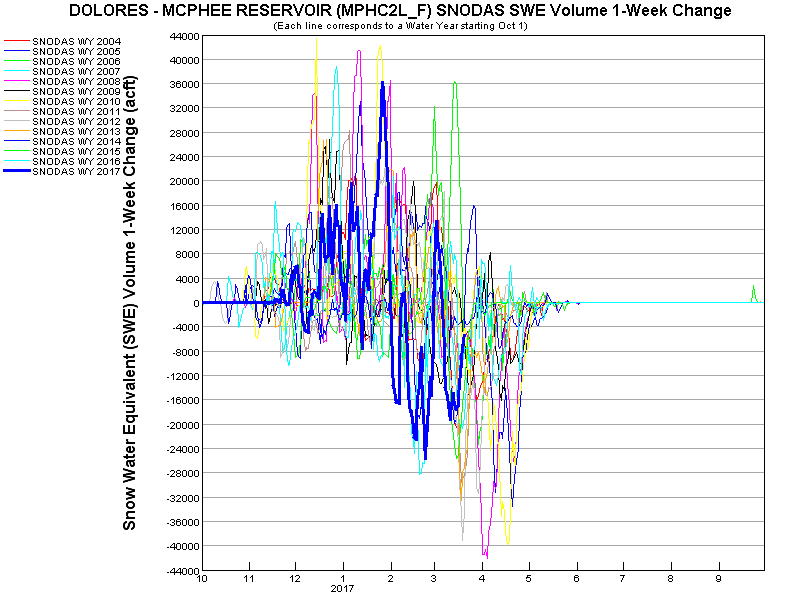 DOLORES - MCPHEE RESERVOIR (MPHC2L_F) SNODAS SWE Volume 1-Week Change
(Each line corresponds to a Water Year starting Oct 1)
SNODAS WY 2004
SNODAS WY 2005
SNODAS WY 2006
SNODAS WY 2007
SNODAS WY 2008
SNODAS WY 2009
SNODAS WY 2010
SNODAS WY 2011
SNODAS WY 2012
SNODAS WY 2013
SNODAS WY 2014
SNODAS WY 2015
SNODAS WY 2016
SNODAS WY 2017
Snow Water Equivalent (SWE) Volume 1-Week Change (acft)
44000
40000
36000
32000
28000
24000
20000
16000
12000
8000
4000
0
-4000
-8000
-12000
-16000
-20000
-24000
-28000
-32000
-36000
-40000
-44000
10 11 12 1 2 3 4 5 6 7 8 9
2017